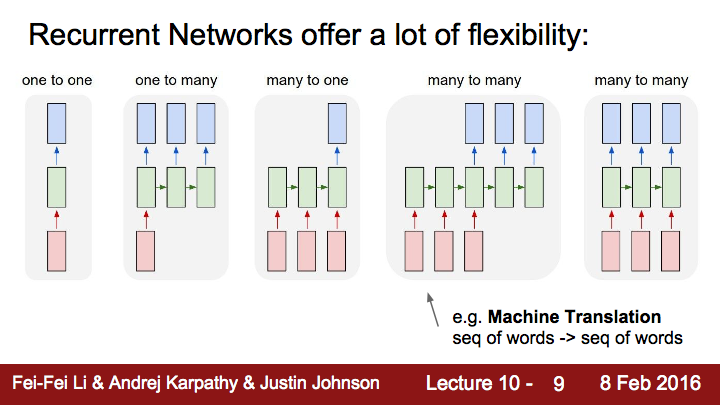 Recurrent Networks offer a lot of flexibility:
one to one
one to many
many to one
many to many
many to many
e.g. Machine Translation
seq of words -> seq of words
Fei-Fei Li & Andrej Karpathy & Justin Johnson
Lecture 10 - 9
8 Feb 2016